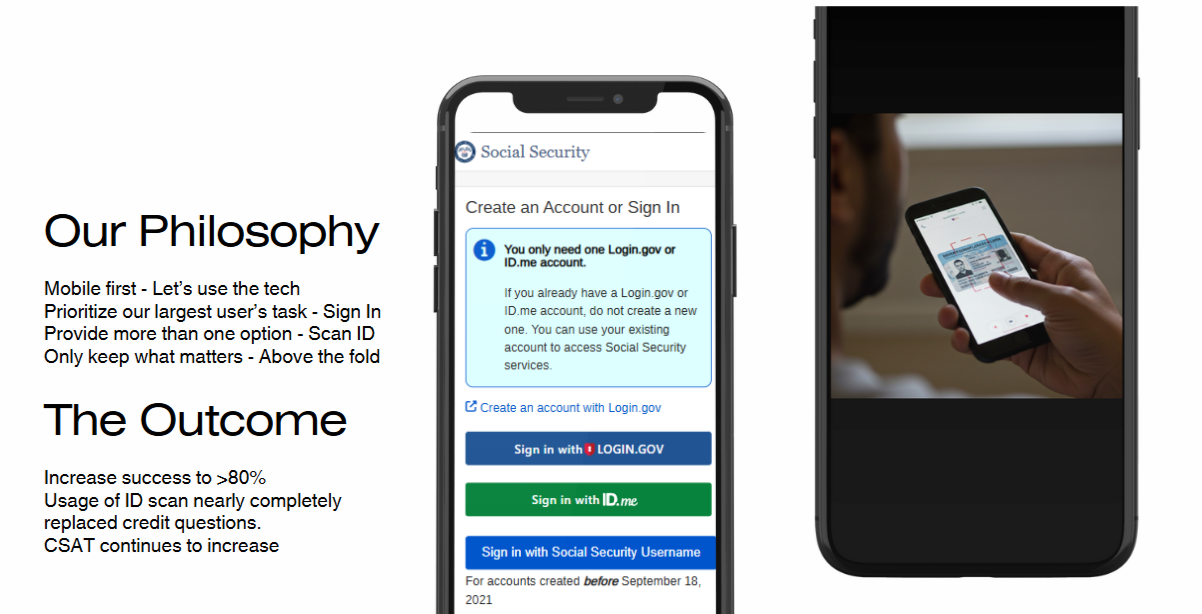 Our Philosophy
Mobile first - Let’s use the tech
Prioritize our largest user’s task - Sign In
Provide more than one option - Scan ID
Only keep what matters - Above the fold
The Outcome
Increase success to >80%
Usage of ID scan nearly completely
replaced credit questions.
CSAT continues to increase
Social Security
Create an Account or Sign In
You only need one Login.gov or
ID.me account.
If you already have a Login.gov or
ID.me account, do not create a new
one. You can use your existing
account to access Social Security
services.
Create an account with Login.gov
Sign in with LOGIN.GOV
Sign in with ID.me
Sign in with Social Security Username
For accounts created before September 18,
2021